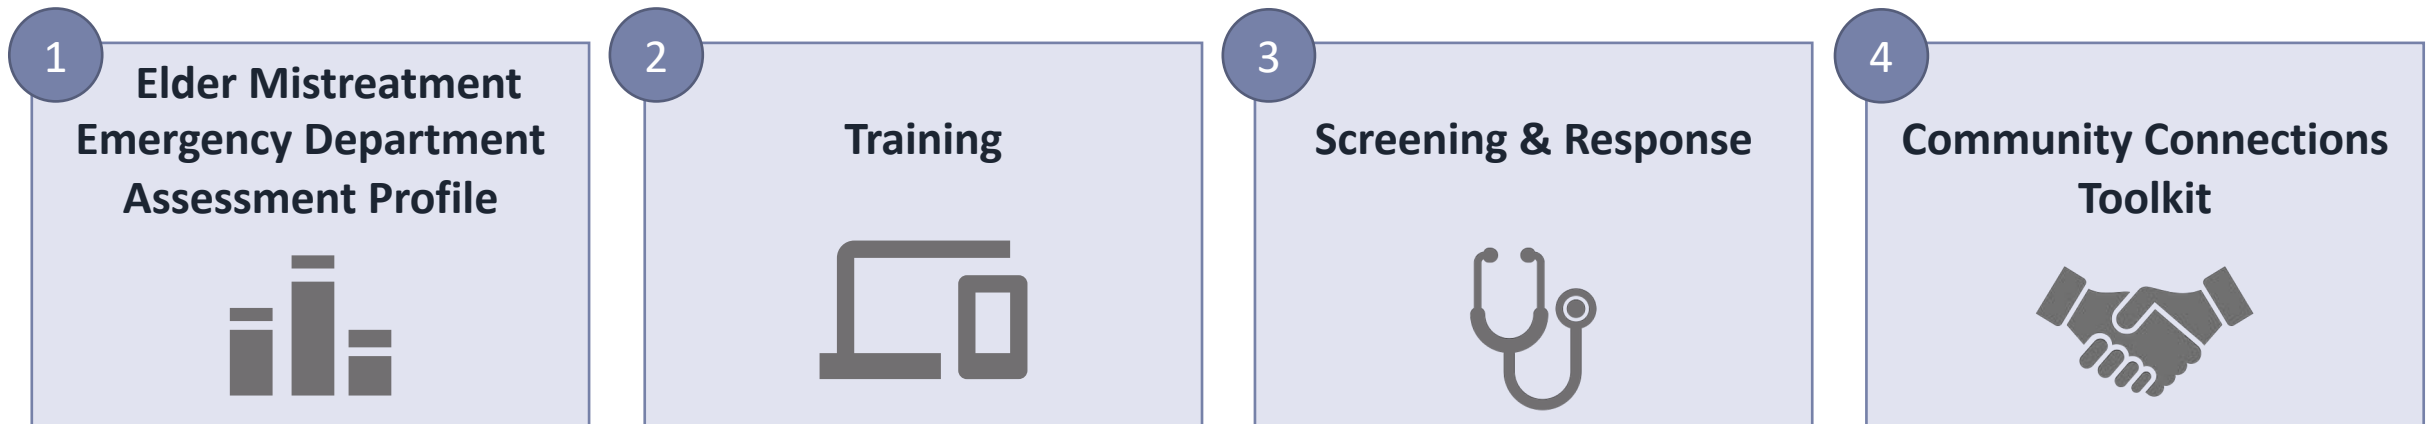 1
Elder Mistreatment
Emergency Department
Assessment Profile
2
Training
3
Screening & Response
4
Community Connections
Toolkit